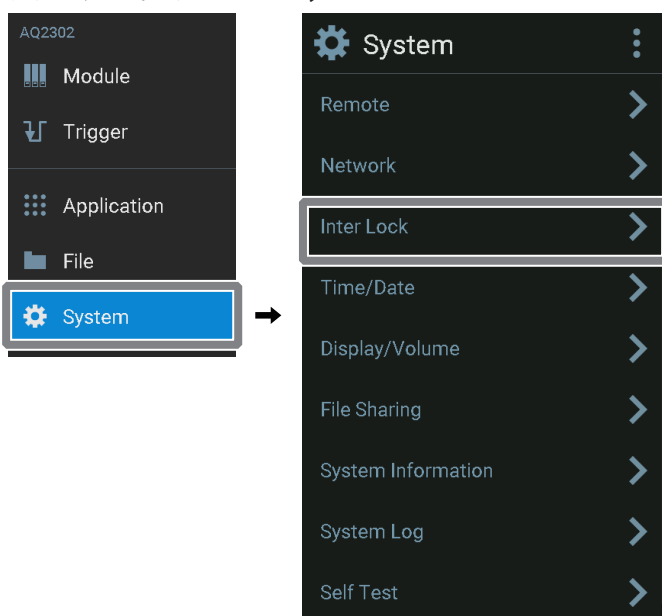 AQ2302
Module
Trigger
Application
File
System
System
Remote
Network
Inter Lock
Time/Date
Display/Volume
File Sharing
System Information
System Log
Self Test